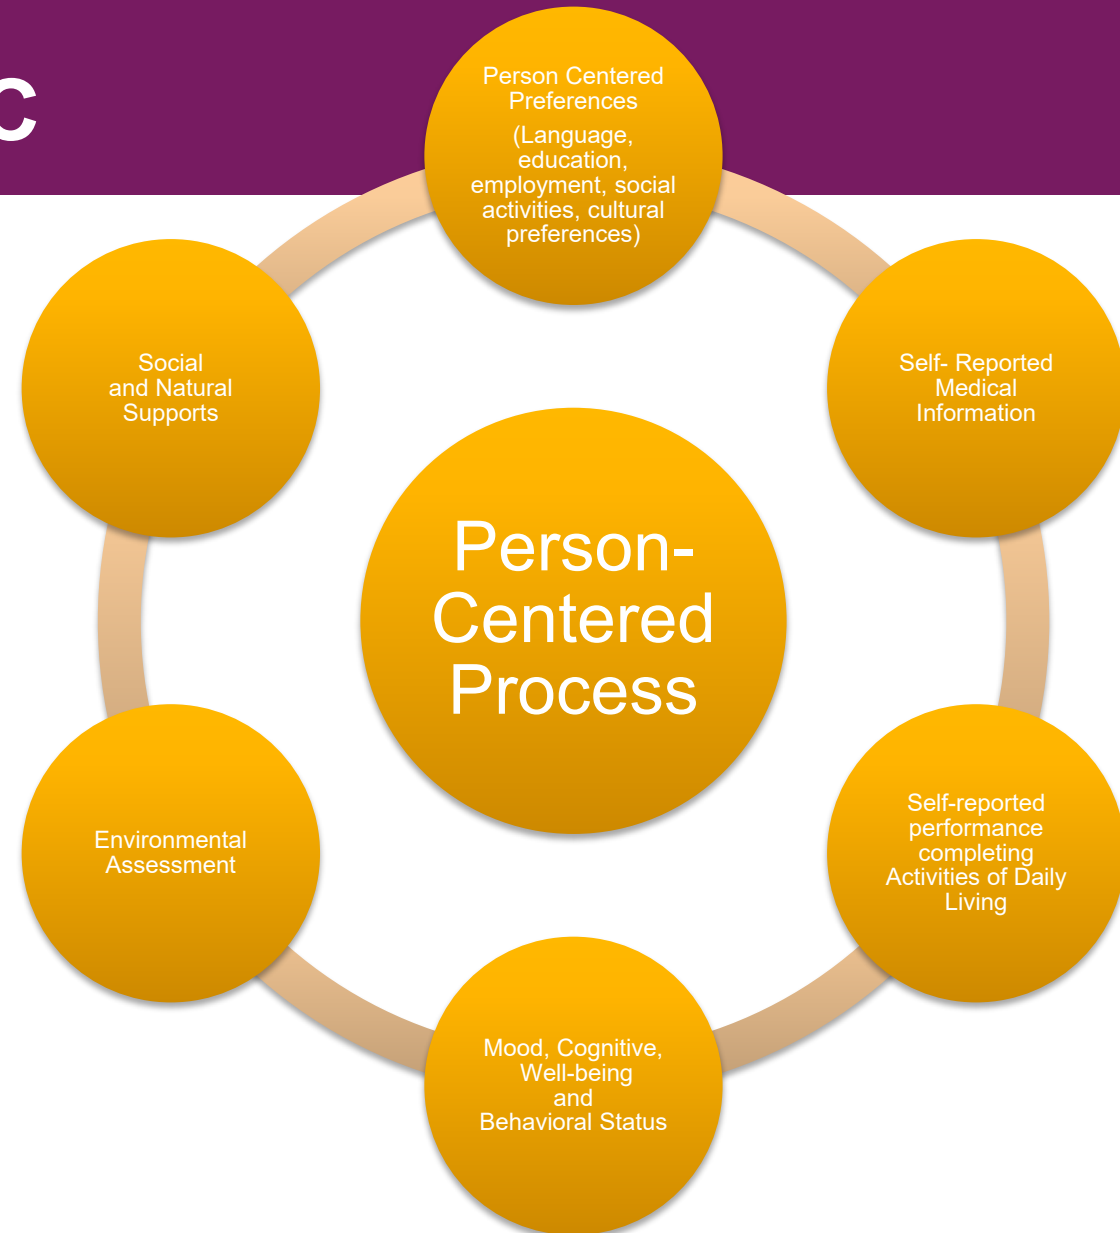 C
Person Centered
Preferences
(Language,
education,
employment, social
activities, cultural
preferences)
Self- Reported
Medical
Information
Self-reported
performance
completing
Activities of Daily
Living
Mood, Cognitive,
Well-being
and
Behavioral Status
Environmental
Assessment
Social
and Natural
Supports
Person-
Centered
Process